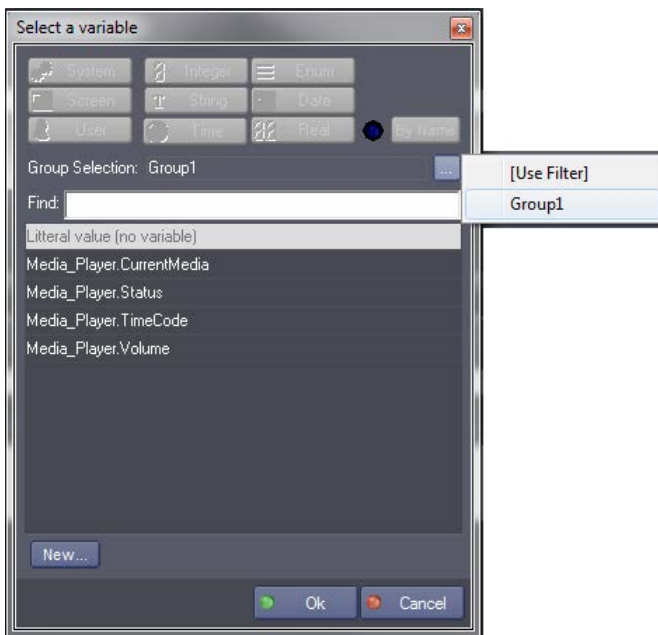 Select a variable
System Integer Enum
Screen String Date
User Time Real By Name
Group Selection: Group1 ...
[Use Filter]
Group1
Find:
Litteral value (no variable)
Media_Player.CurrentMedia
Media_Player.Status
Media_Player.TimeCode
Media_Player.Volume
New...
Ok Cancel